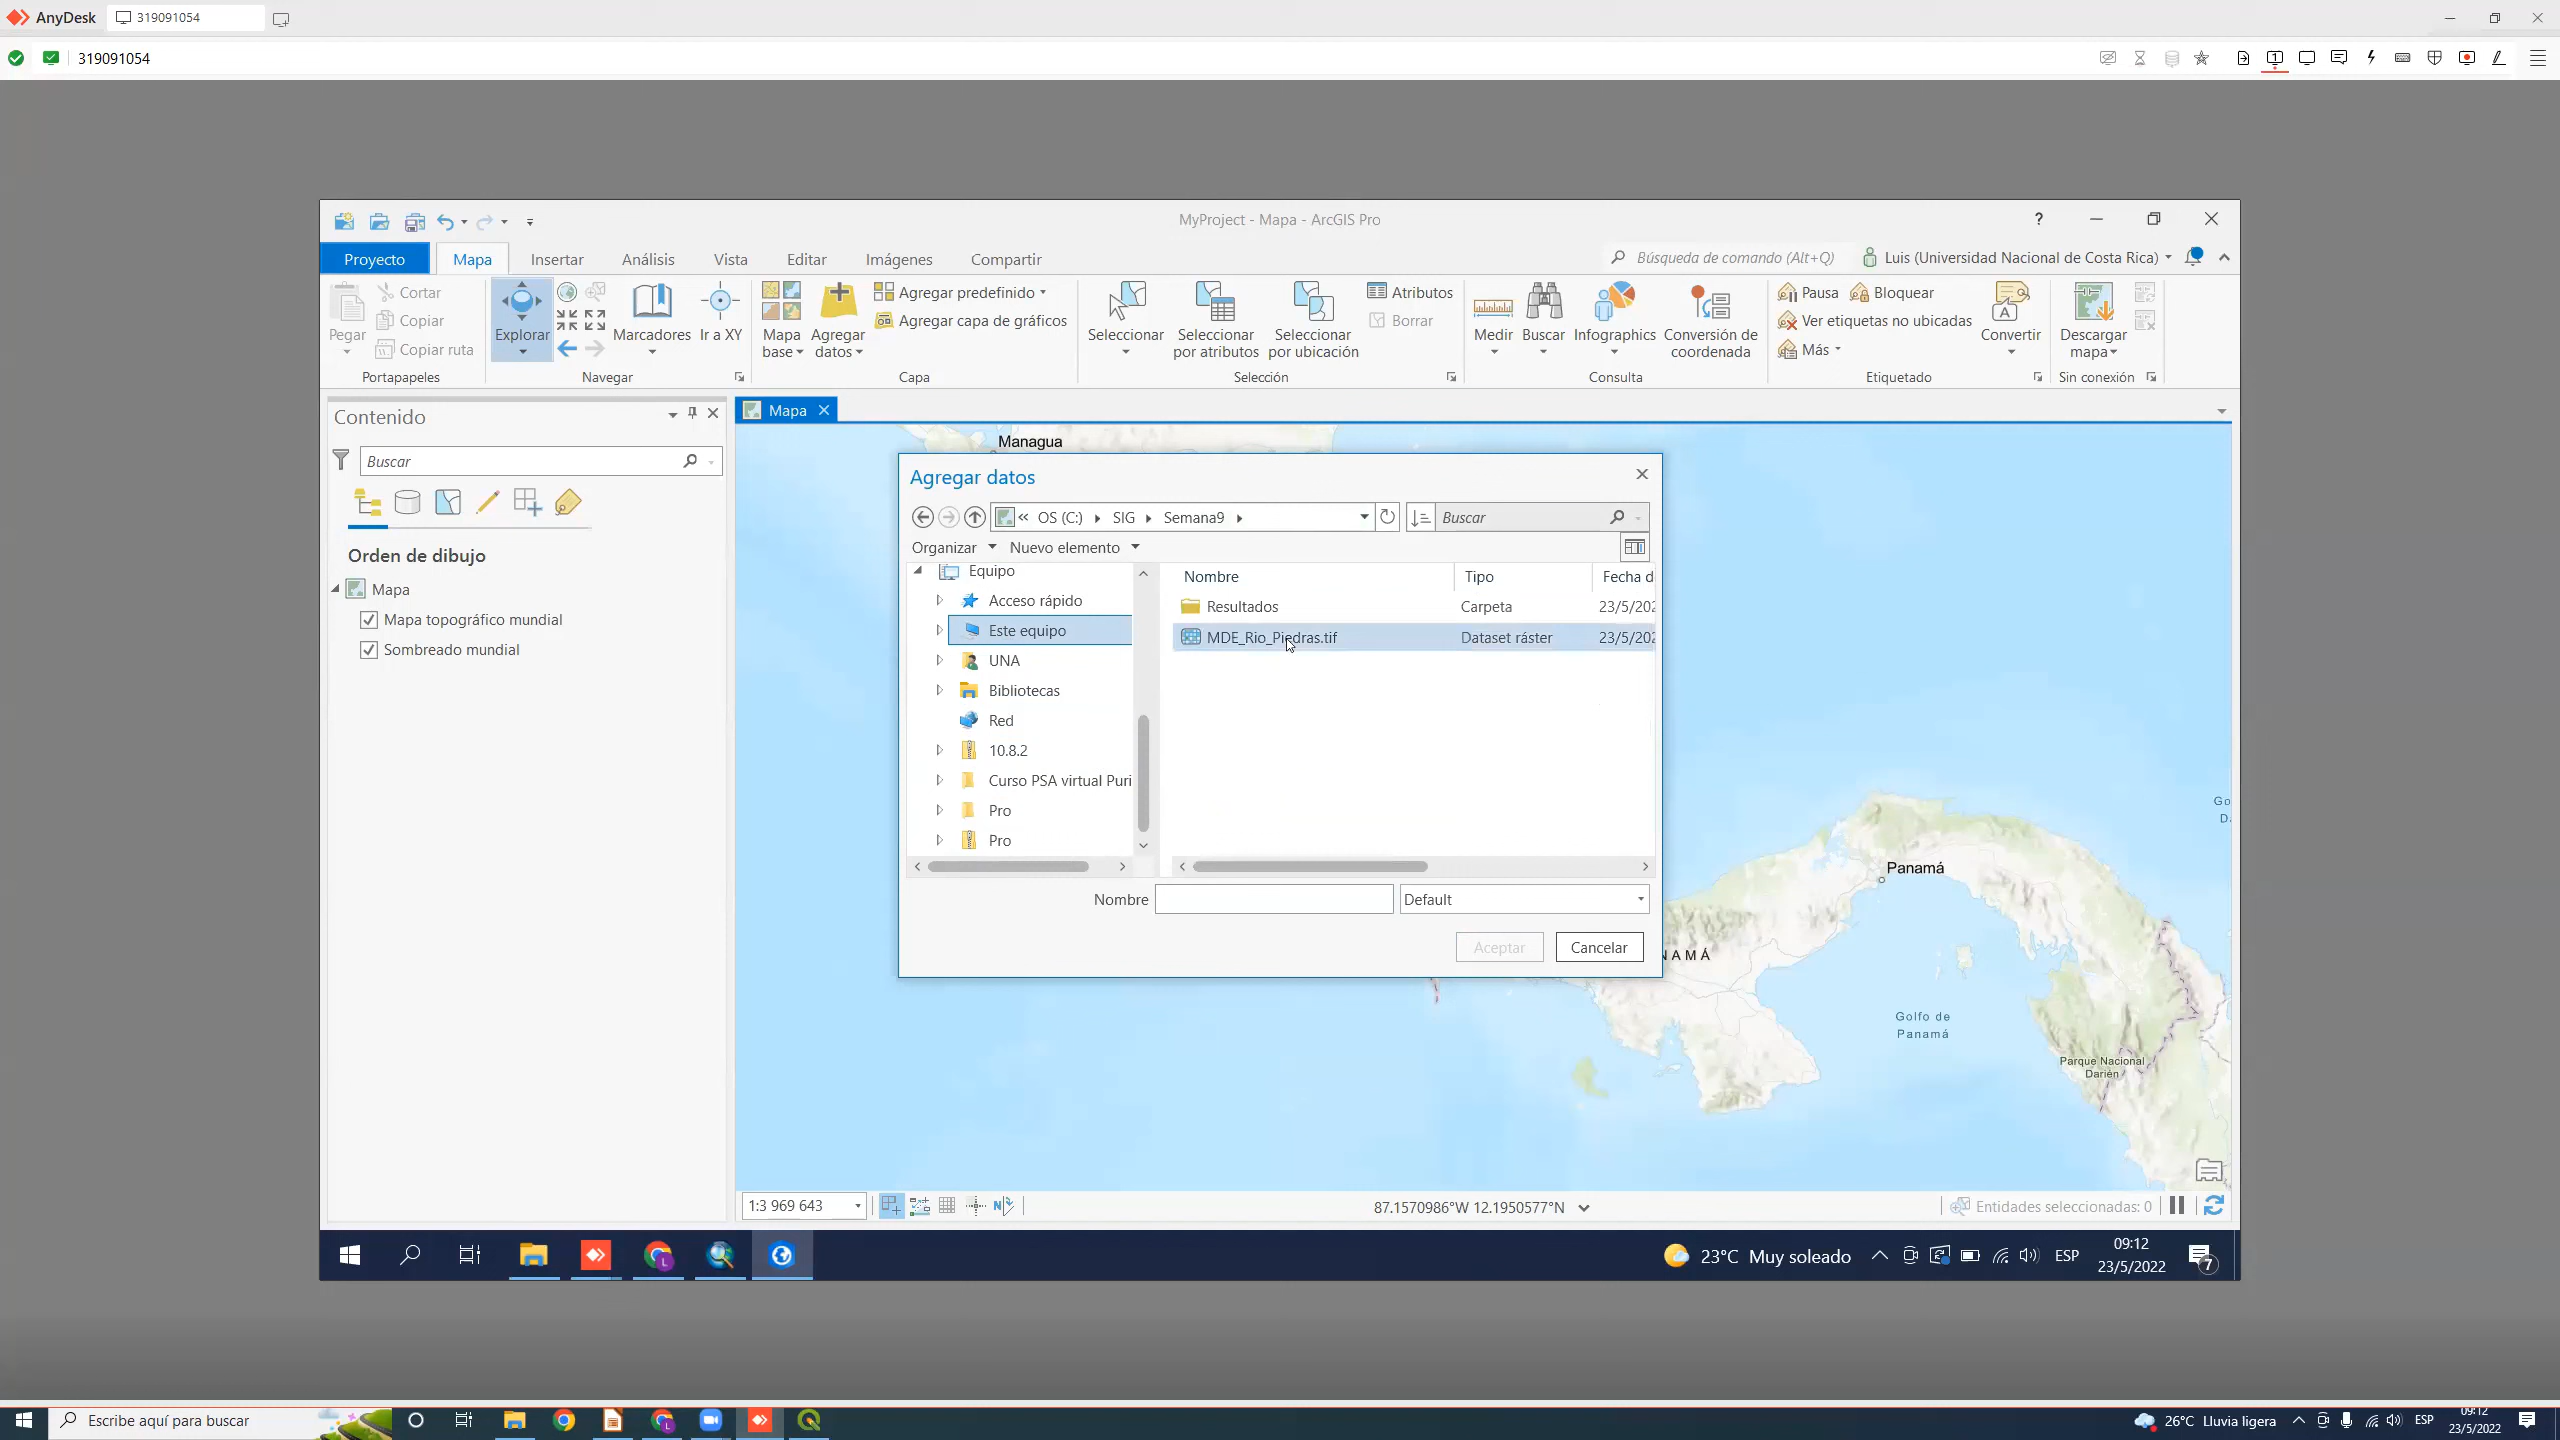 AnyDesk 319091054
319091054
MyProject - Mapa - ArcGIS Pro
?
Proyecto Mapa Insertar Análisis Vista Editar Imágenes Compartir
Búsqueda de comando (Alt+Q)
Luis (Universidad Nacional de Costa Rica)
Pegar
Cortar
Copiar
Copiar ruta
Portapapeles
Explorar
Marcadores
Ir a XY
Navegar
Mapa
base
Agregar
datos
Agregar predefinido
Agregar capa de gráficos
Capa
Seleccionar
Seleccionar
por atributos
Seleccionar
por ubicación
Atributos
Borrar
Selección
Medir
Buscar
Infographics
Conversión de
coordenada
Consulta
Pausa
Bloquear
Ver etiquetas no ubicadas
Más
Convertir
Etiquetado
Descargar
mapa
Sin conexión
Contenido
Buscar
Orden de dibujo
Mapa
Mapa topográfico mundial
Sombreado mundial
Mapa
Managua
Agregar datos
OS (C:) SIG Semana9
Buscar
Organizar Nuevo elemento
Equipo
Acceso rápido
Este equipo
UNA
Bibliotecas
Red
10.8.2
Curso PSA virtual Puri
Pro
Pro
Nombre Tipo Fecha d
Resultados Carpeta 23/5/202
MDE_Rio_Piedras.tif Dataset ráster 23/5/202
Nombre
Default
Aceptar Cancelar
Go
D
Panamá
NAMÁ
Golfo de
Panamá
Parque Nacional
Darién
1:3 969 643
87.1570986°W 12.1950577°N
Entidades seleccionadas: 0
23°C Muy soleado
ESP
09:12
23/5/2022
7
Escribe aquí para buscar
26°C Lluvia ligera
ESP
09:12
23/5/2022